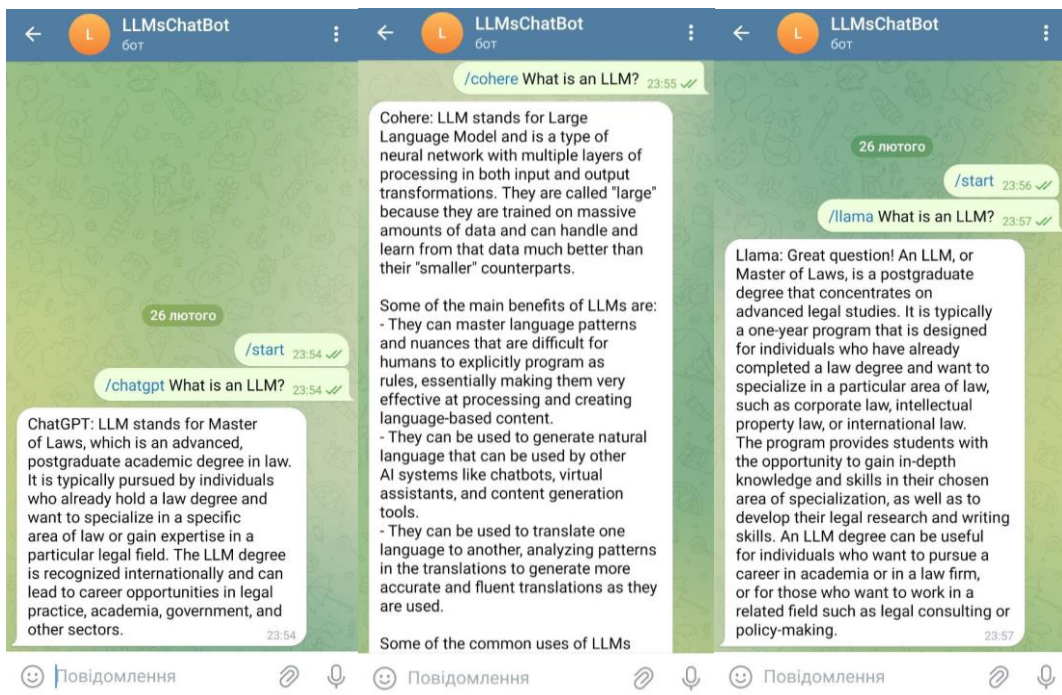 LLMsChatBot
L
бот
26 лютого
/start 23:54
/chatgpt What is an LLM? 23:54
ChatGPT: LLM stands for Master
of Laws, which is an advanced,
postgraduate academic degree in law.
It is typically pursued by individuals
who already hold a law degree and
want to specialize in a specific
area of law or gain expertise in a
particular legal field. The LLM degree
is recognized internationally and can
lead to career opportunities in legal
practice, academia, government, and
other sectors.
23:54
Повідомлення
LLMsChatBot
L
бот
/cohere What is an LLM? 23:55
Cohere: LLM stands for Large
Language Model and is a type of
neural network with multiple layers of
processing in both input and output
transformations. They are called "large"
because they are trained on massive
amounts of data and can handle and
learn from that data much better than
their "smaller" counterparts.
Some of the main benefits of LLMs are:
- They can master language patterns
and nuances that are difficult for
humans to explicitly program as
rules, essentially making them very
effective at processing and creating
language-based content.
- They can be used to generate natural
language that can be used by other
AI systems like chatbots, virtual
assistants, and content generation
tools.
- They can be used to translate one
language to another, analyzing patterns
in the translations to generate more
accurate and fluent translations as they
are used.
Some of the common uses of LLMs
Повідомлення
LLMsChatBot
L
бот
26 лютого
/start 23:56
/llama What is an LLM? 23:57
Llama: Great question! An LLM, or
Master of Laws, is a postgraduate
degree that concentrates on
advanced legal studies. It is typically
a one-year program that is designed
for individuals who have already
completed a law degree and want to
specialize in a particular area of law,
such as corporate law, intellectual
property law, or international law.
The program provides students with
the opportunity to gain in-depth
knowledge and skills in their chosen
area of specialization, as well as to
develop their legal research and writing
skills. An LLM degree can be useful
for individuals who want to pursue a
career in academia or in a law firm,
or for those who want to work in a
related field such as legal consulting or
policy-making.
23:57
Повідомлення